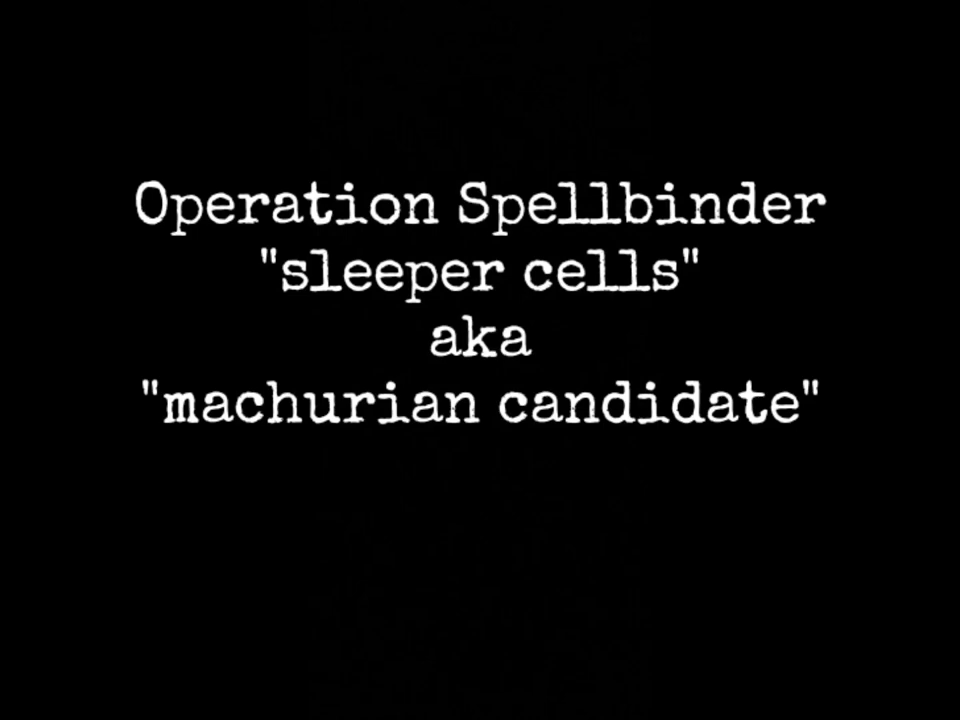 Operation Spellbinder
"sleeper cells"
aka
"machurian candidate"